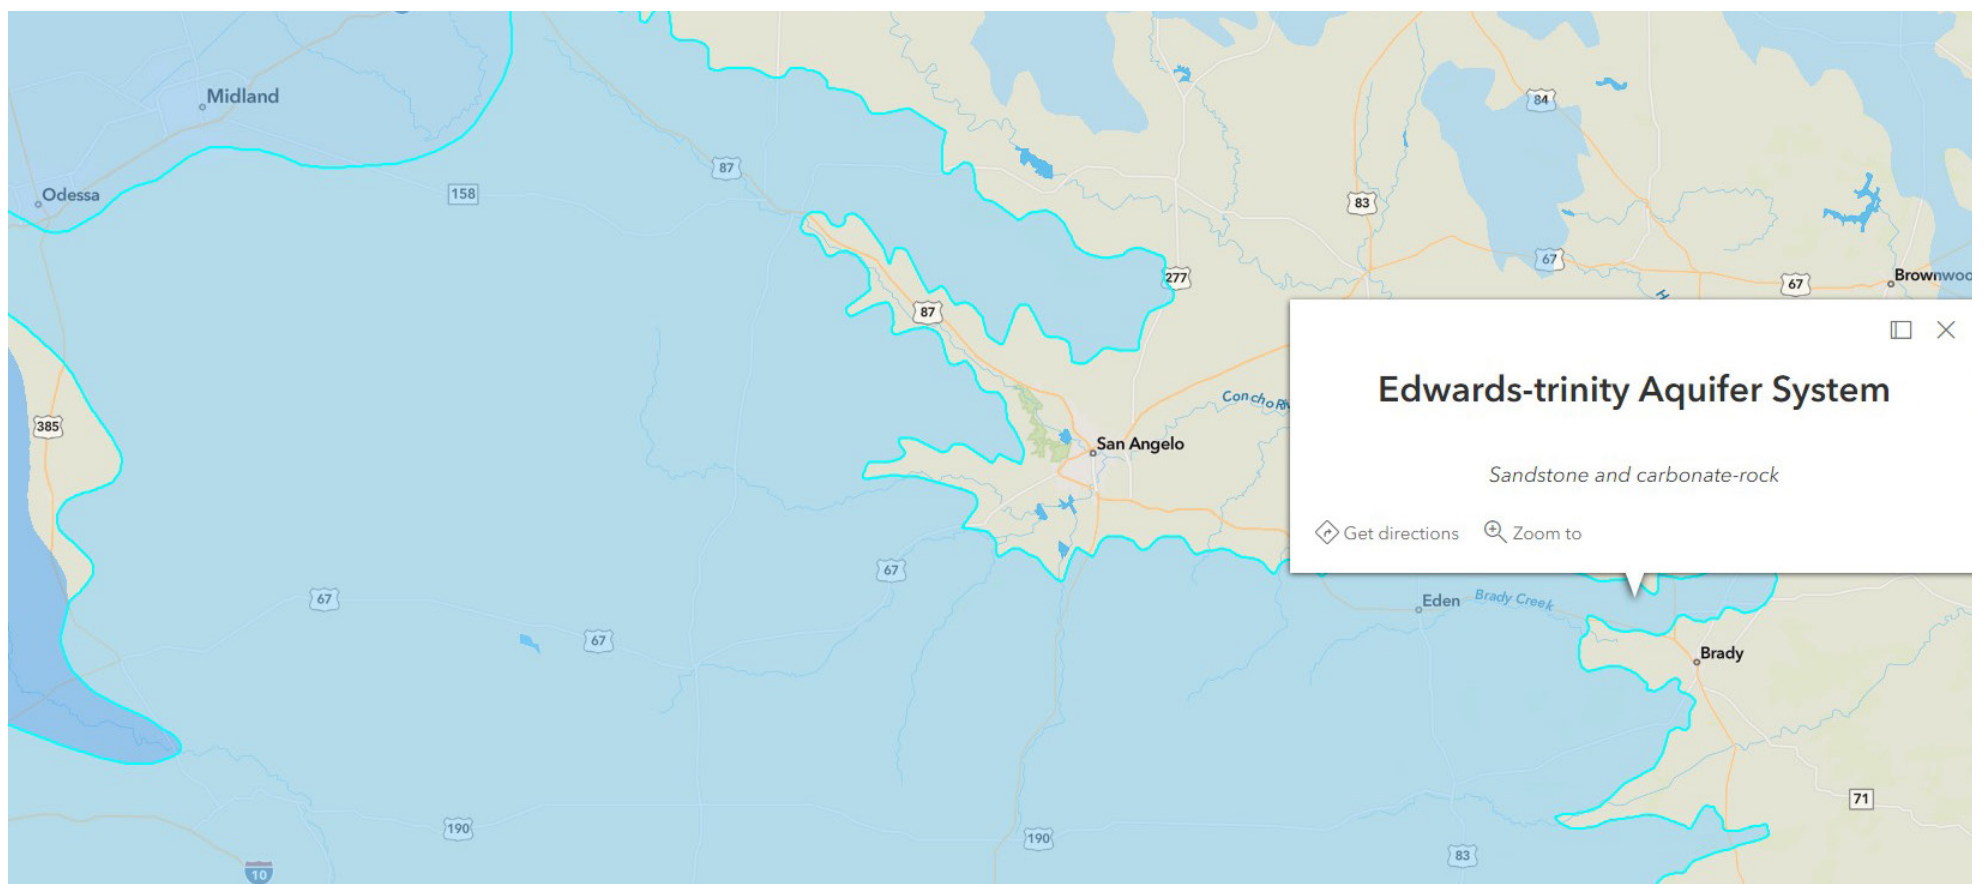 Midland
84
87
Odessa
158
83
67
277
67
Brownwoo
87
Edwards-trinity Aquifer System
Concho Ri
385
San Angelo
Sandstone and carbonate-rock
Get directions
Zoom to
67
67
Eden
Brady Creek
67
Brady
71
190
190
83
10